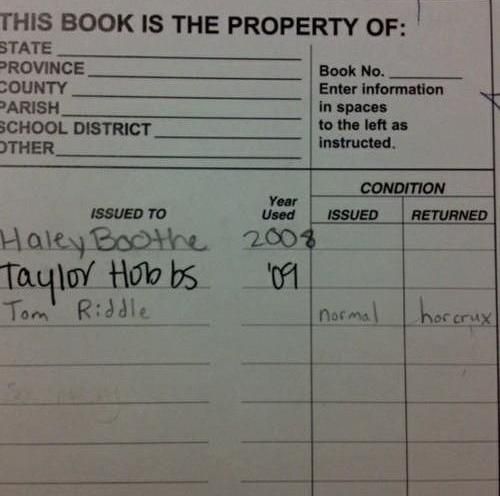 THIS BOOK IS THE PROPERTY OF:
STATE
PROVINCE
COUNTY
PARISH
SCHOOL DISTRICT
OTHER
Book No.
Enter information
in spaces
to the left as
instructed.
CONDITION
ISSUED TO Year Used ISSUED RETURNED
Haley Boothe 2008
Taylor Hobbs '09
Tom Riddle normal horcrux